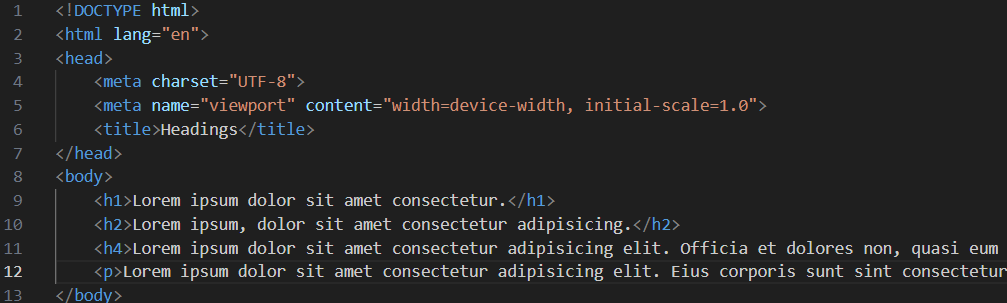 1 <!DOCTYPE html>
2 <html lang="en">
3 <head>
4     <meta charset="UTF-8">
5     <meta name="viewport" content="width=device-width, initial-scale=1.0">
6     <title>Headings</title>
7 </head>
8 <body>
9     <h1>Lorem ipsum dolor sit amet consectetur.</h1>
10     <h2>Lorem ipsum, dolor sit amet consectetur adipisicing.</h2>
11     <h4>Lorem ipsum dolor sit amet consectetur adipisicing elit. Officia et dolores non, quasi eum
12     <p>Lorem ipsum dolor sit amet consectetur adipisicing elit. Eius corporis sunt sint consectetur
13 </body>